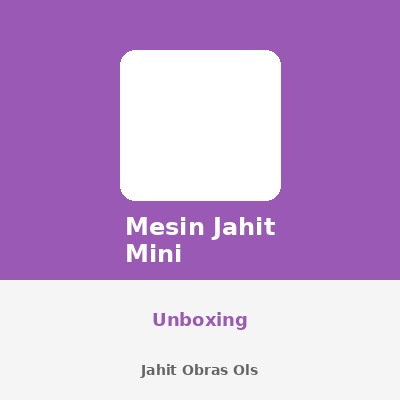 Mesin Jahit
Mini
Unboxing
Jahit Obras Ols